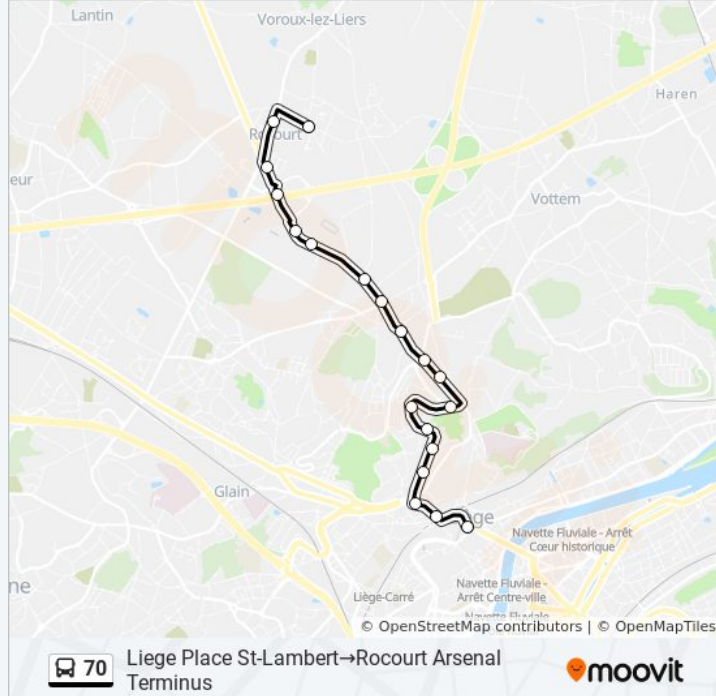 Lantin
Voroux-lez-Liers
Haren
Rocourt
eur
Vottem
Glain
ge
Navette Fluviale - Arrêt
Cœur historique
ne
Liège-Carré
Navette Fluviale -
Arrêt Centre-ville
Navette Fluviale
© OpenStreetMap contributors | © OpenMapTiles
70
Liege Place St-Lambert→Rocourt Arsenal
Terminus
moovit